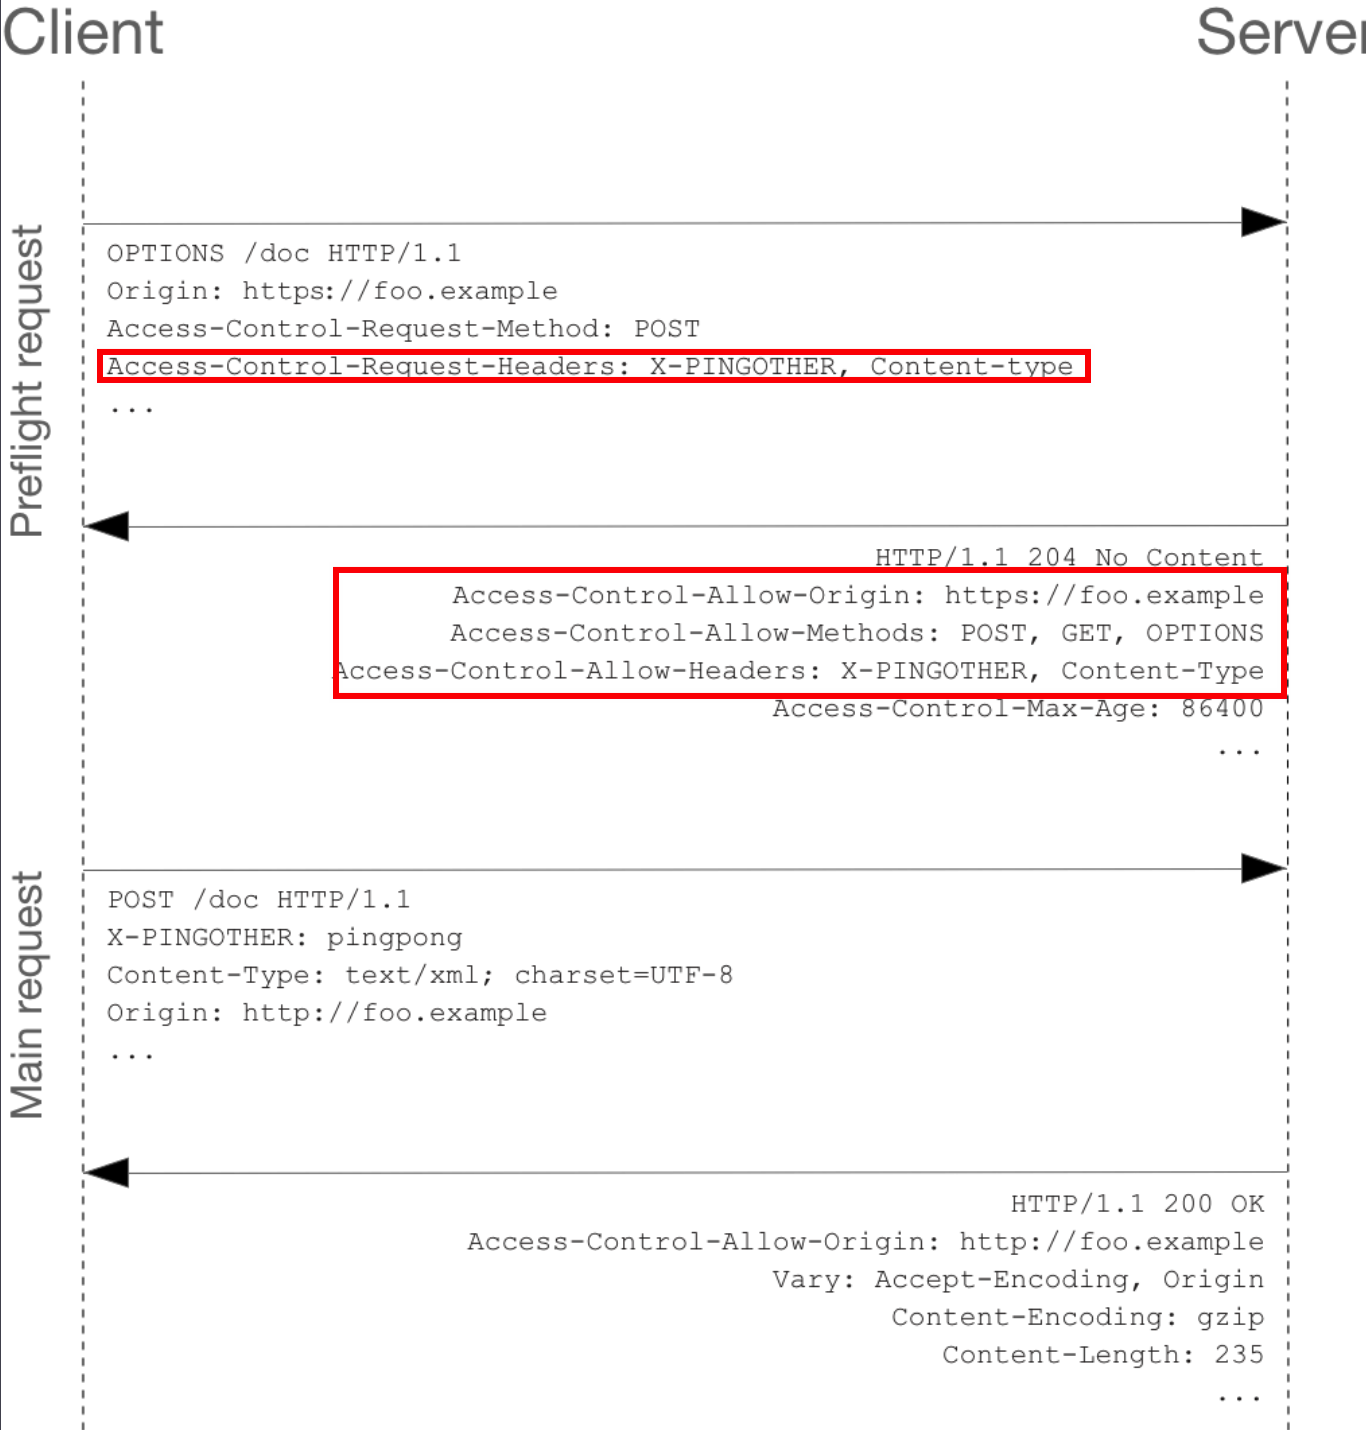 Client
Server
Preflight request
OPTIONS /doc HTTP/1.1
Origin: https://foo.example
Access-Control-Request-Method: POST
Access-Control-Request-Headers: X-PINGOTHER, Content-type
...
HTTP/1.1 204 No Content
Access-Control-Allow-Origin: https://foo.example
Access-Control-Allow-Methods: POST, GET, OPTIONS
Access-Control-Allow-Headers: X-PINGOTHER, Content-Type
Access-Control-Max-Age: 86400
...
Main request
POST /doc HTTP/1.1
X-PINGOTHER: pingpong
Content-Type: text/xml; charset=UTF-8
Origin: http://foo.example
...
HTTP/1.1 200 OK
Access-Control-Allow-Origin: http://foo.example
Vary: Accept-Encoding, Origin
Content-Encoding: gzip
Content-Length: 235
...